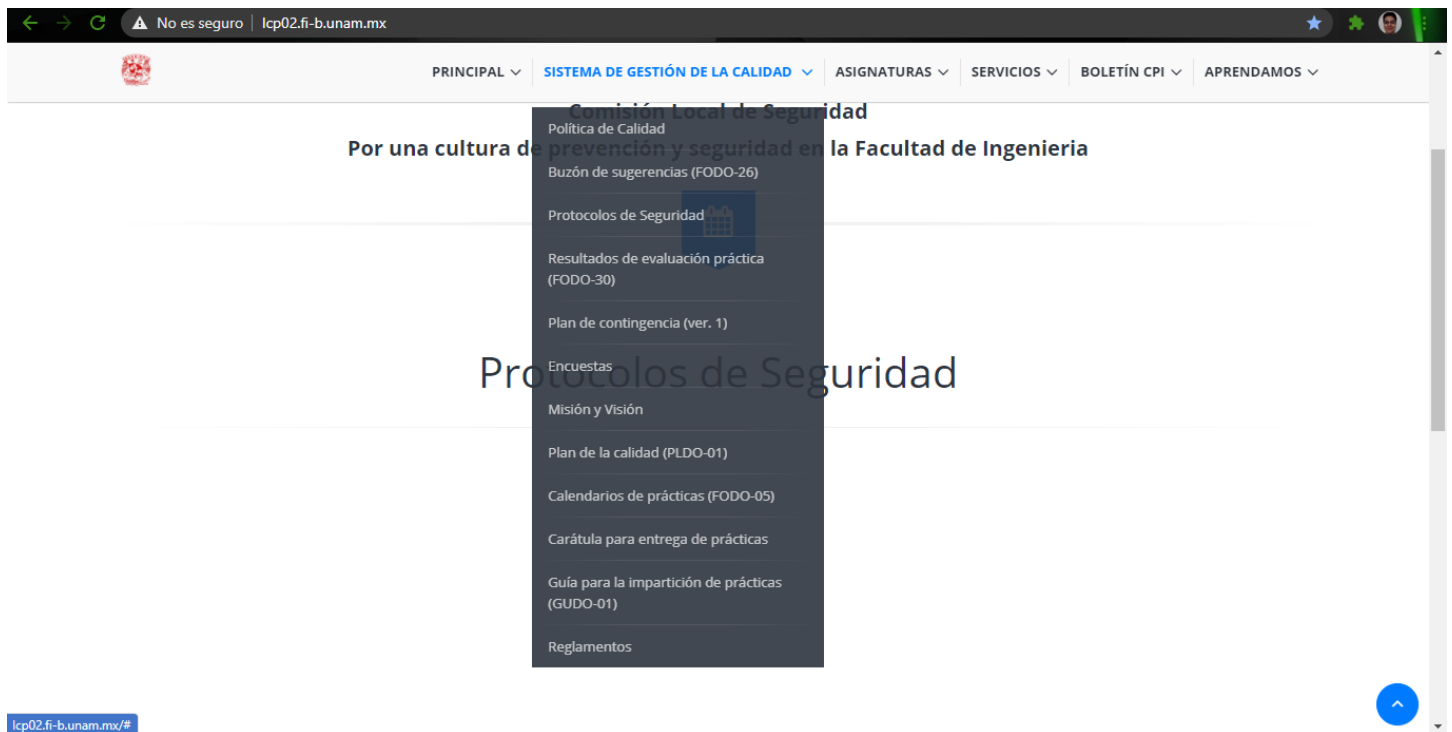 No es seguro | lcp02.fi-b.unam.mx
PRINCIPAL
SISTEMA DE GESTIÓN DE LA CALIDAD
ASIGNATURAS
SERVICIOS
BOLETÍN CPI
APRENDAMOS
Comisión Local de Seguridad
Por una cultura de prevención y seguridad en la Facultad de Ingenieria
Política de Calidad
Buzón de sugerencias (FODO-26)
Protocolos de Seguridad
Resultados de evaluación práctica
(FODO-30)
Plan de contingencia (ver. 1)
Encuestas
Misión y Visión
Plan de la calidad (PLDO-01)
Calendarios de prácticas (FODO-05)
Carátula para entrega de prácticas
Guía para la impartición de prácticas
(GUDO-01)
Reglamentos
Protocolos de Seguridad
lcp02.fi-b.unam.mx/#